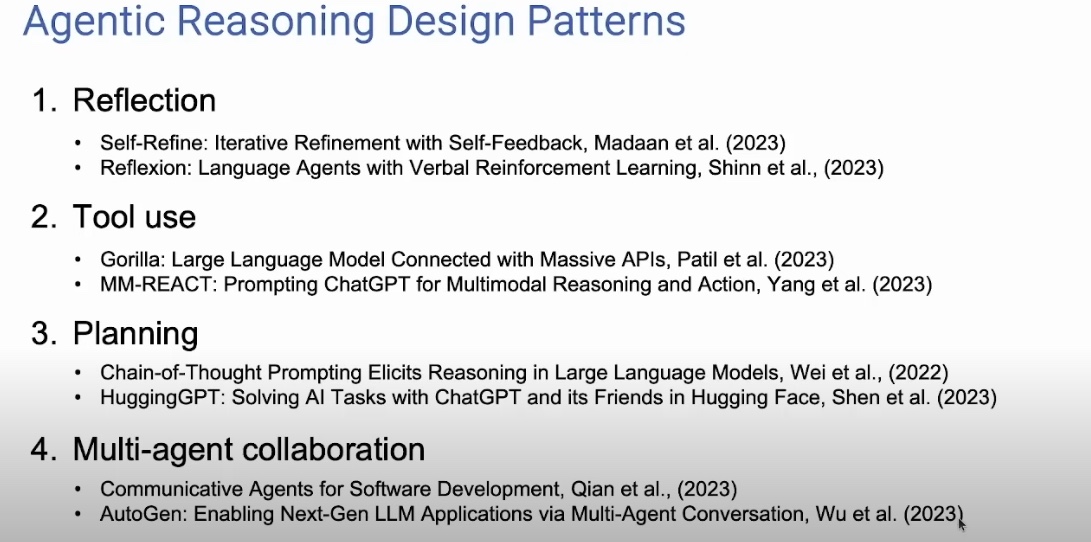 Agentic Reasoning Design Patterns
1. Reflection
• Self-Refine: Iterative Refinement with Self-Feedback, Madaan et al. (2023)
• Reflexion: Language Agents with Verbal Reinforcement Learning, Shinn et al., (2023)
2. Tool use
• Gorilla: Large Language Model Connected with Massive APIs, Patil et al. (2023)
• MM-REACT: Prompting ChatGPT for Multimodal Reasoning and Action, Yang et al. (2023)
3. Planning
• Chain-of-Thought Prompting Elicits Reasoning in Large Language Models, Wei et al., (2022)
• HuggingGPT: Solving AI Tasks with ChatGPT and its Friends in Hugging Face, Shen et al. (2023)
4. Multi-agent collaboration
• Communicative Agents for Software Development, Qian et al., (2023)
• AutoGen: Enabling Next-Gen LLM Applications via Multi-Agent Conversation, Wu et al. (2023)